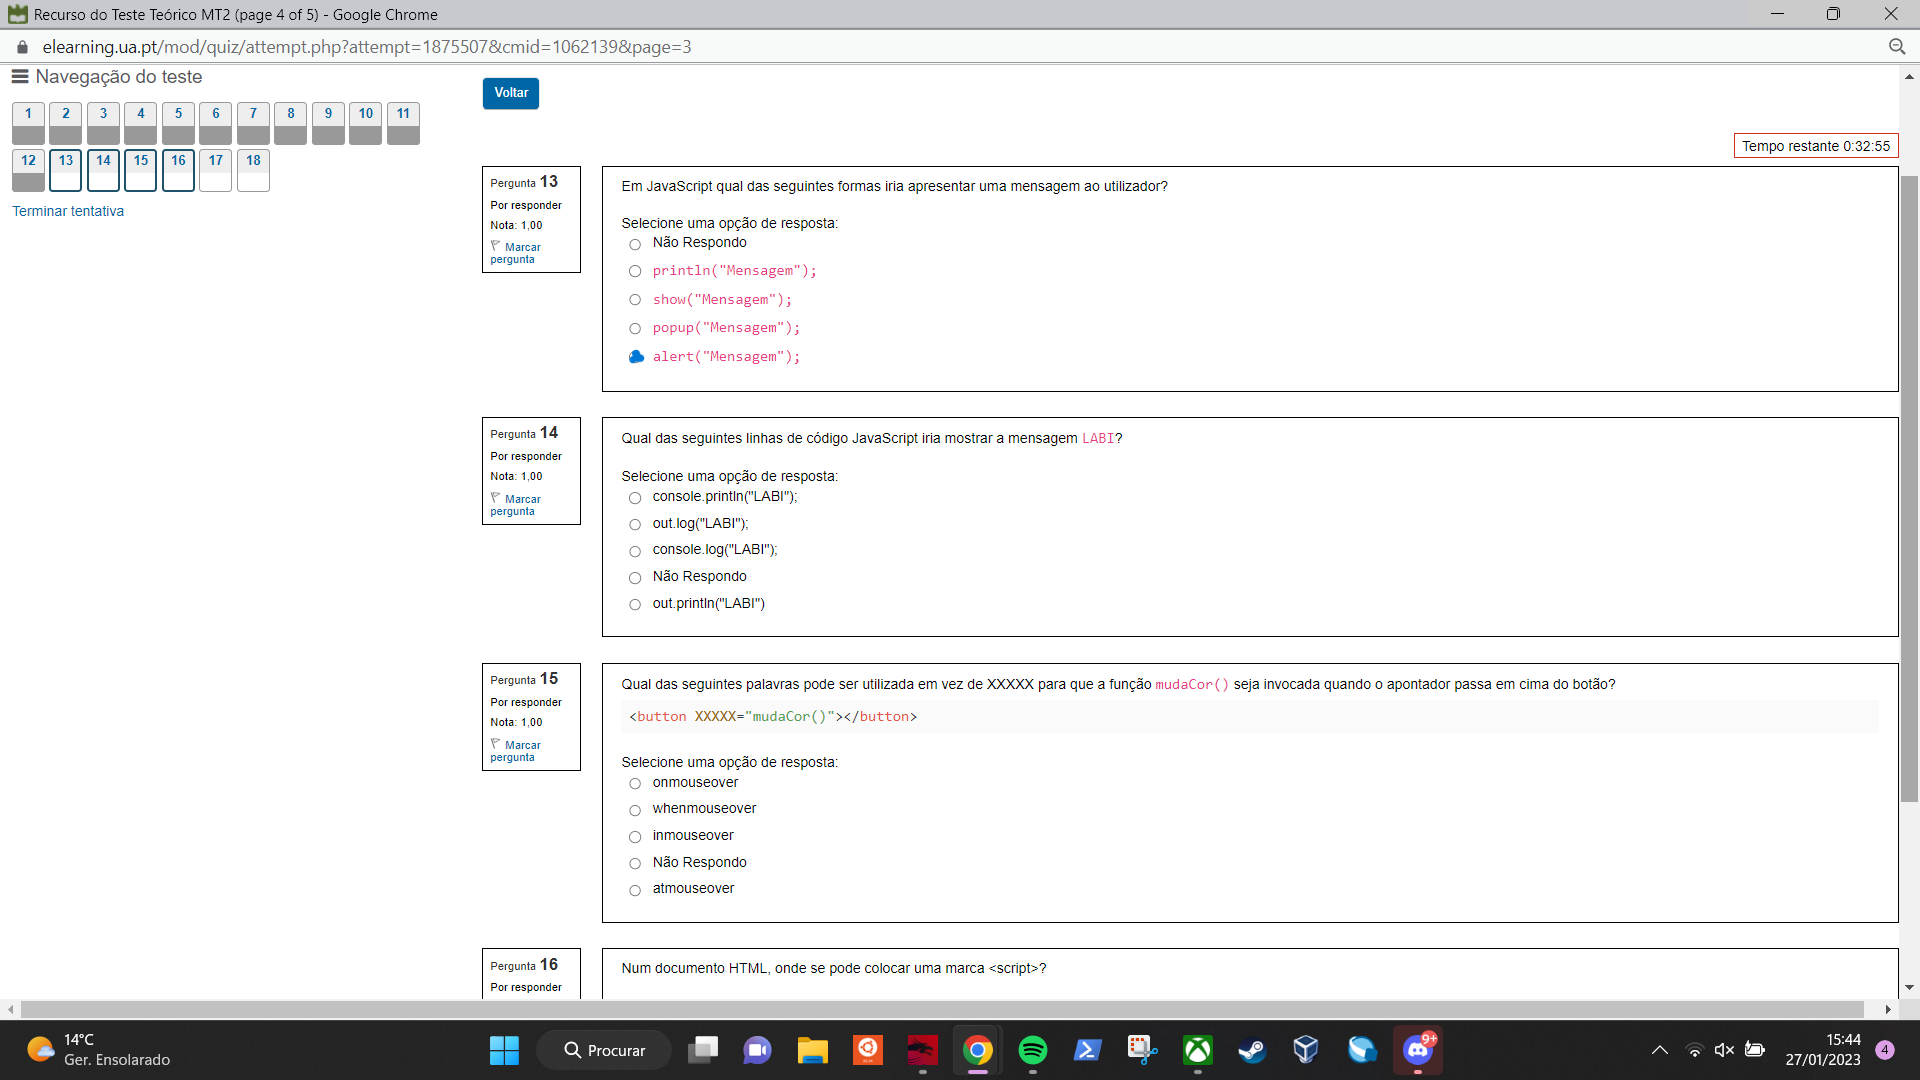 Recurso do Teste Teórico MT2 (page 4 of 5) - Google Chrome
elearning.ua.pt/mod/quiz/attempt.php?attempt=1875507&cmid=1062139&page=3
Navegação do teste
1 2 3 4 5 6 7 8 9 10 11
12 13 14 15 16 17 18
Terminar tentativa
Voltar
Tempo restante 0:32:55
Pergunta 13
Por responder
Nota: 1,00
Marcar
pergunta
Em JavaScript qual das seguintes formas iria apresentar uma mensagem ao utilizador?
Selecione uma opção de resposta:
Não Respondo
println("Mensagem");
show("Mensagem");
popup("Mensagem");
alert("Mensagem");
Pergunta 14
Por responder
Nota: 1,00
Marcar
pergunta
Qual das seguintes linhas de código JavaScript iria mostrar a mensagem LABI?
Selecione uma opção de resposta:
console.println("LABI");
out.log("LABI");
console.log("LABI");
Não Respondo
out.println("LABI")
Pergunta 15
Por responder
Nota: 1,00
Marcar
pergunta
Qual das seguintes palavras pode ser utilizada em vez de XXXXX para que a função mudaCor() seja invocada quando o apontador passa em cima do botão?
<button XXXXX="mudaCor()"></button>
Selecione uma opção de resposta:
onmouseover
whenmouseover
inmouseover
Não Respondo
atmouseover
Pergunta 16
Por responder
Num documento HTML, onde se pode colocar uma marca <script>?
14°C
Ger. Ensolarado
Procurar
9+
15:44
27/01/2023
4